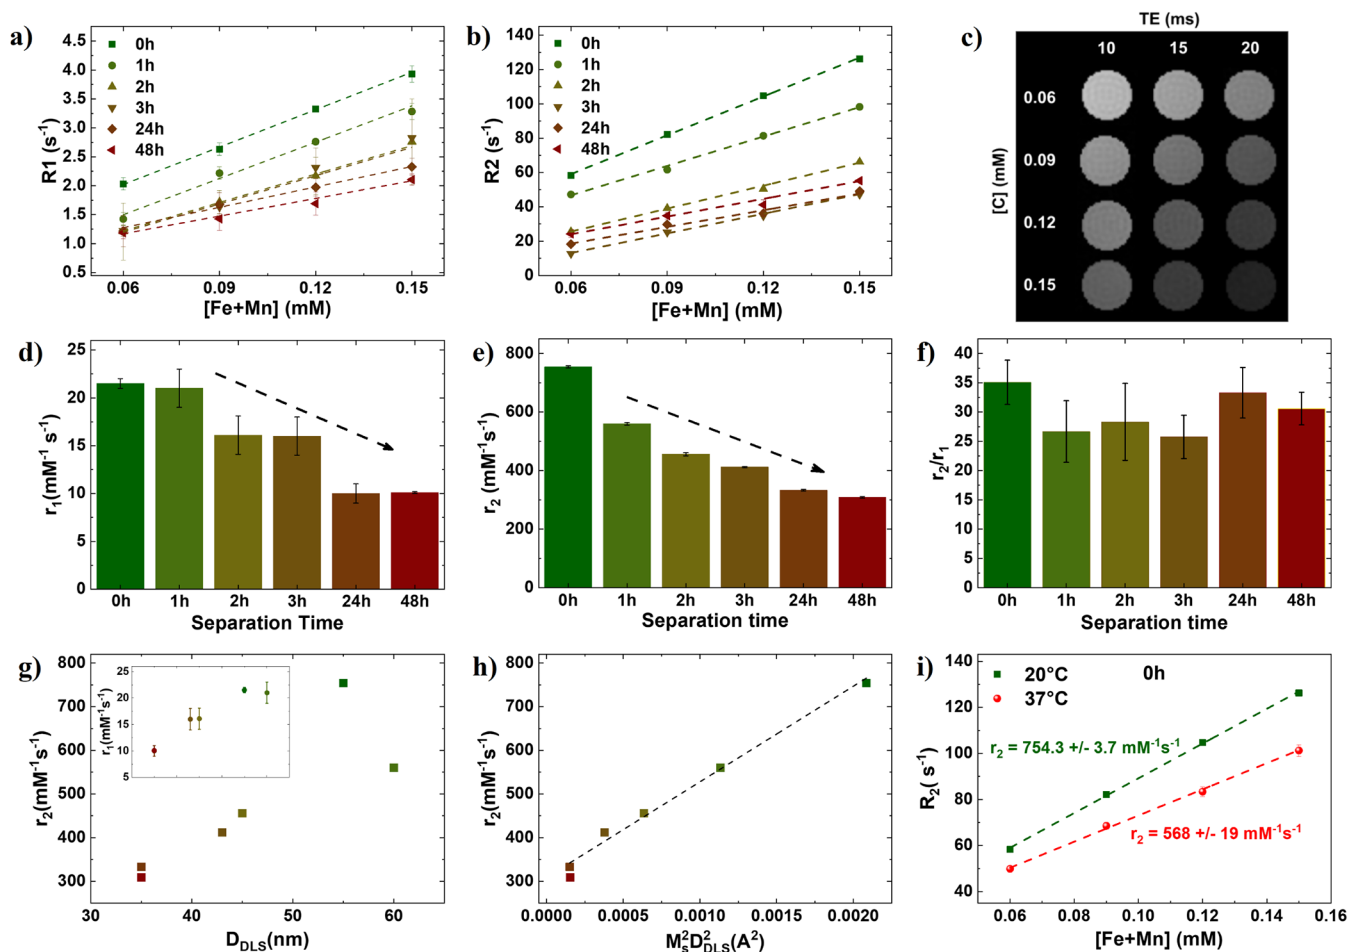 a)
4.5
4.0
3.5
3.0
2.5
2.0
1.5
1.0
0.5
R1 (s⁻¹)
0h
1h
2h
3h
24h
48h
0.06 0.09 0.12 0.15
[Fe+Mn] (mM)
b)
140
120
100
80
60
40
20
0
R2 (s⁻¹)
0h
1h
2h
3h
24h
48h
0.06 0.09 0.12 0.15
[Fe+Mn] (mM)
c)
TE (ms)
10 15 20
[C] (mM)
0.06
0.09
0.12
0.15
d)
25
20
15
10
5
0
r₁(mM⁻¹ s⁻¹)
0h 1h 2h 3h 24h 48h
Separation Time
e)
800
600
400
200
0
r₂ (mM⁻¹s⁻¹)
0h 1h 2h 3h 24h 48h
Separation time
f)
40
35
30
25
20
15
10
5
0
r₂/r₁
0h 1h 2h 3h 24h 48h
Separation time
g)
800
700
600
500
400
300
r₂(mM⁻¹s⁻¹)
25
20
15
10
5
r₁(mM⁻¹s⁻¹)
30 40 50 60
D_DLS(nm)
h)
800
700
600
500
400
300
r₂(mM⁻¹s⁻¹)
0.0000 0.0005 0.0010 0.0015 0.0020
M_s²D²_DLS(A²)
i)
140
120
100
80
60
40
R₂( s⁻¹)
20°C 0h
37°C
r₂ = 754.3 +/- 3.7 mM⁻¹s⁻¹
r₂ = 568 +/- 19 mM⁻¹s⁻¹
0.06 0.08 0.10 0.12 0.14 0.16
[Fe+Mn] (mM)